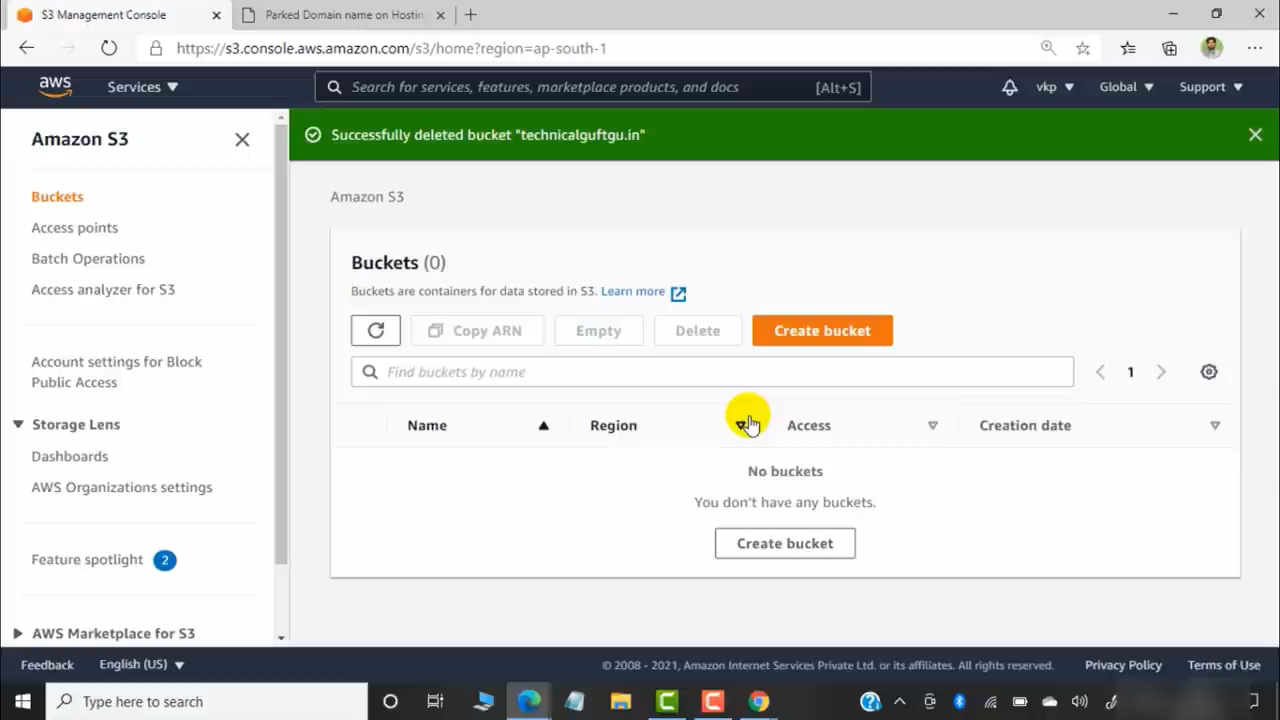 S3 Management Console
Parked Domain name on Hostin
https://s3.console.aws.amazon.com/s3/home?region=ap-south-1
aws
Services
Search for services, features, marketplace products, and docs [Alt+S]
vkp
Global
Support
Amazon S3
Buckets
Access points
Batch Operations
Access analyzer for S3
Account settings for Block
Public Access
Storage Lens
Dashboards
AWS Organizations settings
Feature spotlight 2
AWS Marketplace for S3
Successfully deleted bucket "technicalguftgu.in"
Amazon S3
Buckets (0)
Buckets are containers for data stored in S3. Learn more
Copy ARN
Empty
Delete
Create bucket
Find buckets by name
1
Name
Region
Access
Creation date
No buckets
You don't have any buckets.
Create bucket
Feedback
English (US)
© 2008 - 2021, Amazon Internet Services Private Ltd. or its affiliates. All rights reserved.
Privacy Policy
Terms of Use
Type here to search